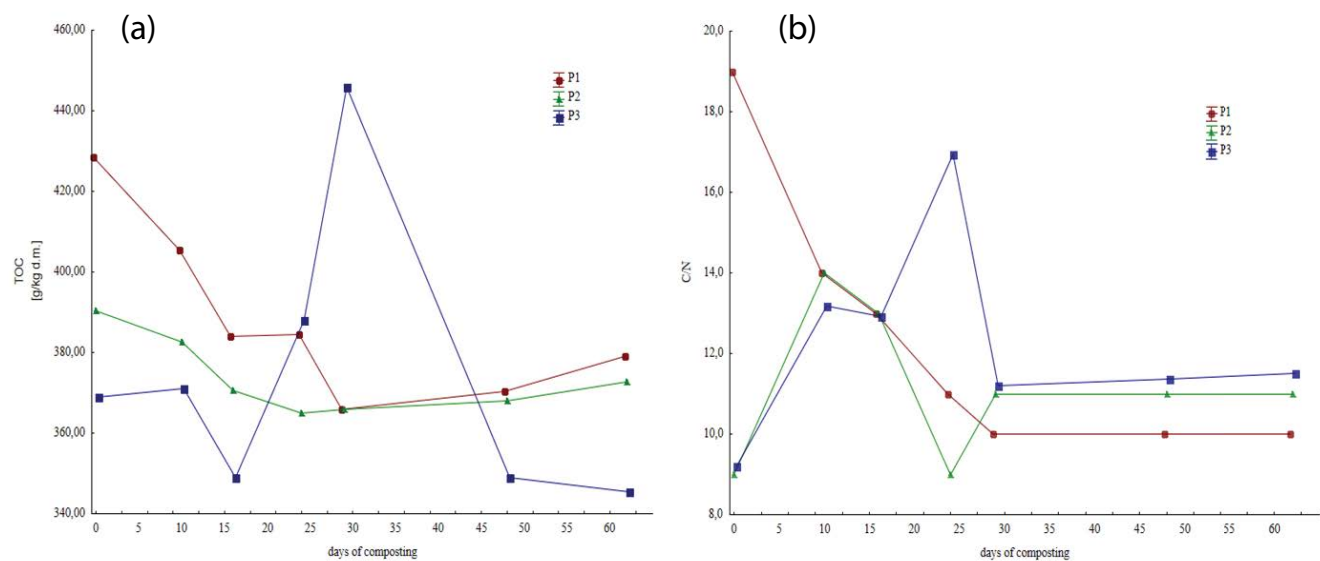 (a)
460,00
440,00
420,00
400,00
380,00
360,00
340,00
TOC
[g/kg d.m.]
P1
P2
P3
0 5 10 15 20 25 30 35 40 45 50 55 60
days of composting
(b)
20,0
18,0
16,0
14,0
12,0
10,0
8,0
C/N
P1
P2
P3
0 5 10 15 20 25 30 35 40 45 50 55 60
days of composting